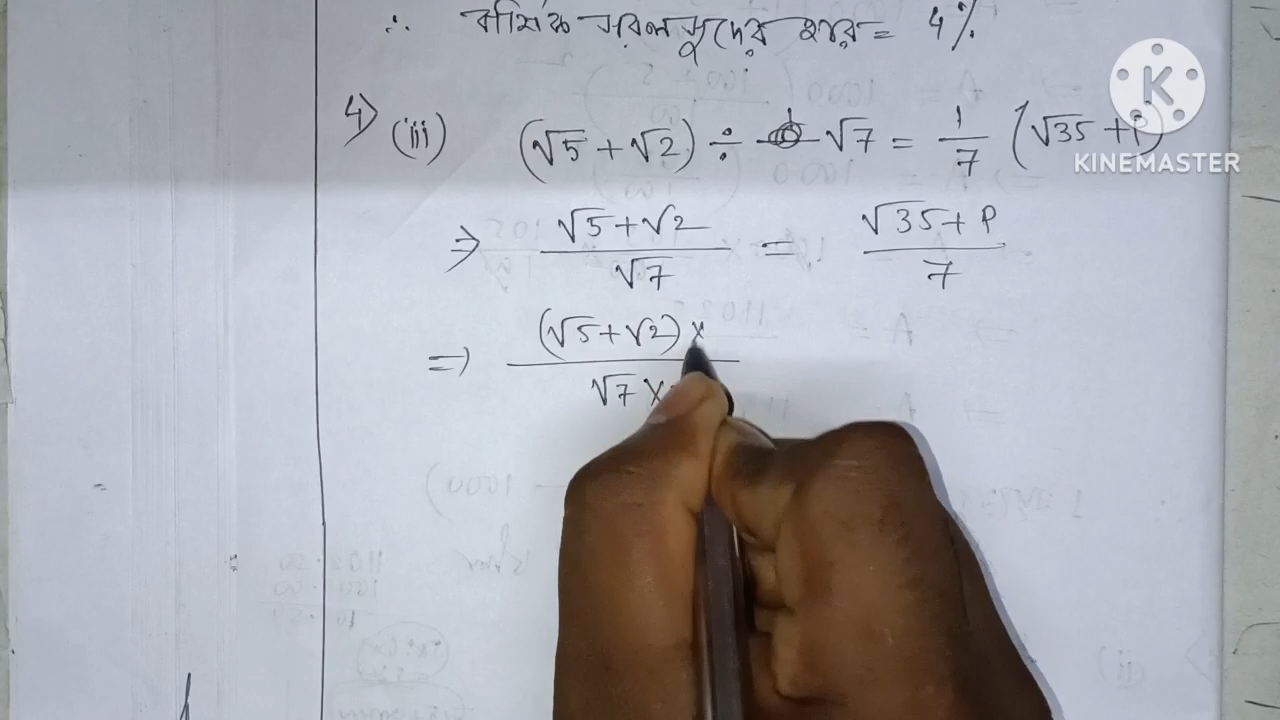 ∴ বার্ষিক সরল সুদের হার = 4%
4) (iii) (√5 + √2) ÷ √7 = 1/7 (√35 + P)
K
KINEMASTER
⇒ (√5 + √2)/√7 = (√35 + P)/7
⇒ (√5 + √2) ×
√7 ×